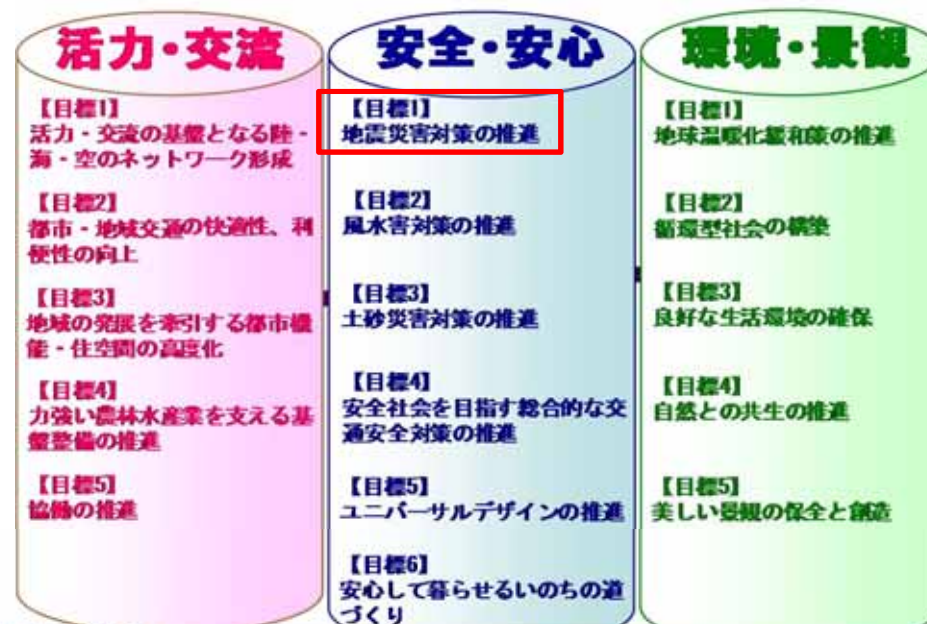 活力・交流
【目標1】
活力・交流の基盤となる陸・
海・空のネットワーク形成
【目標2】
都市・地域交通の快適性、利
便性の向上
【目標3】
地域の発展を牽引する都市機
能・住空間の高度化
【目標4】
力強い農林水産業を支える基
盤整備の推進
【目標5】
協働の推進
安全・安心
【目標1】
地震災害対策の推進
【目標2】
風水害対策の推進
【目標3】
土砂災害対策の推進
【目標4】
安全社会を目指す総合的な交
通安全対策の推進
【目標5】
ユニバーサルデザインの推進
【目標6】
安心して暮らせるいのちの道
づくり
環境・景観
【目標1】
地球温暖化緩和策の推進
【目標2】
循環型社会の構築
【目標3】
良好な生活環境の確保
【目標4】
自然との共生の推進
【目標5】
美しい景観の保全と創造